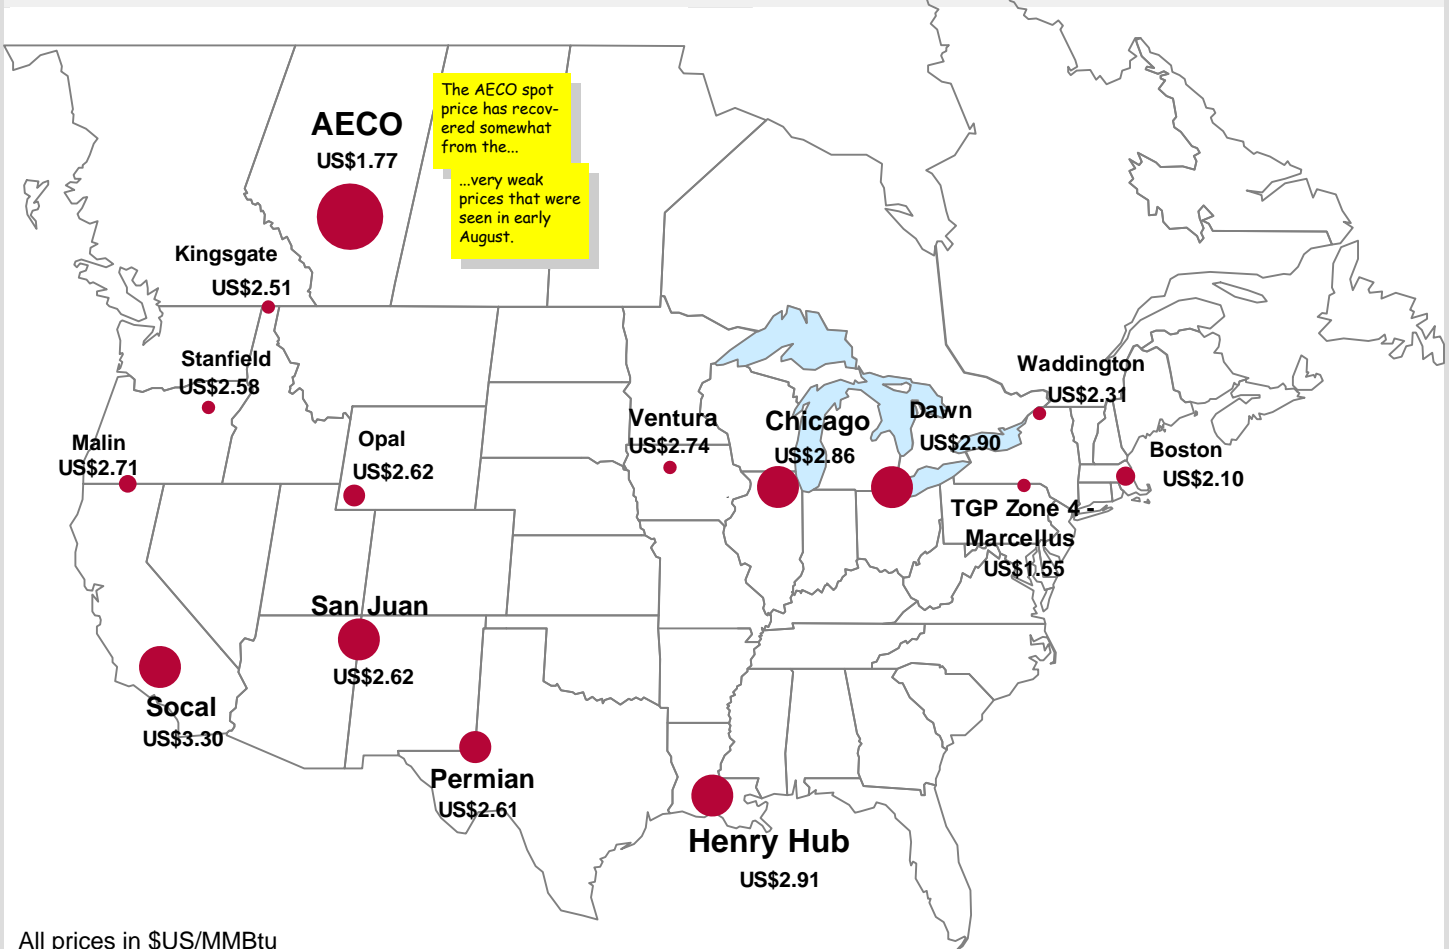 The AECO spot
price has recov-
ered somewhat
from the...
...very weak
prices that were
seen in early
August.
AECO
US$1.77
Kingsgate
US$2.51
Stanfield
US$2.58
Malin
US$2.71
Opal
US$2.62
Ventura
US$2.74
Chicago
US$2.86
Dawn
US$2.90
Waddington
US$2.31
Boston
US$2.10
TGP Zone 4 -
Marcellus
US$1.55
San Juan
US$2.62
Socal
US$3.30
Permian
US$2.61
Henry Hub
US$2.91
All prices in $US/MMBtu